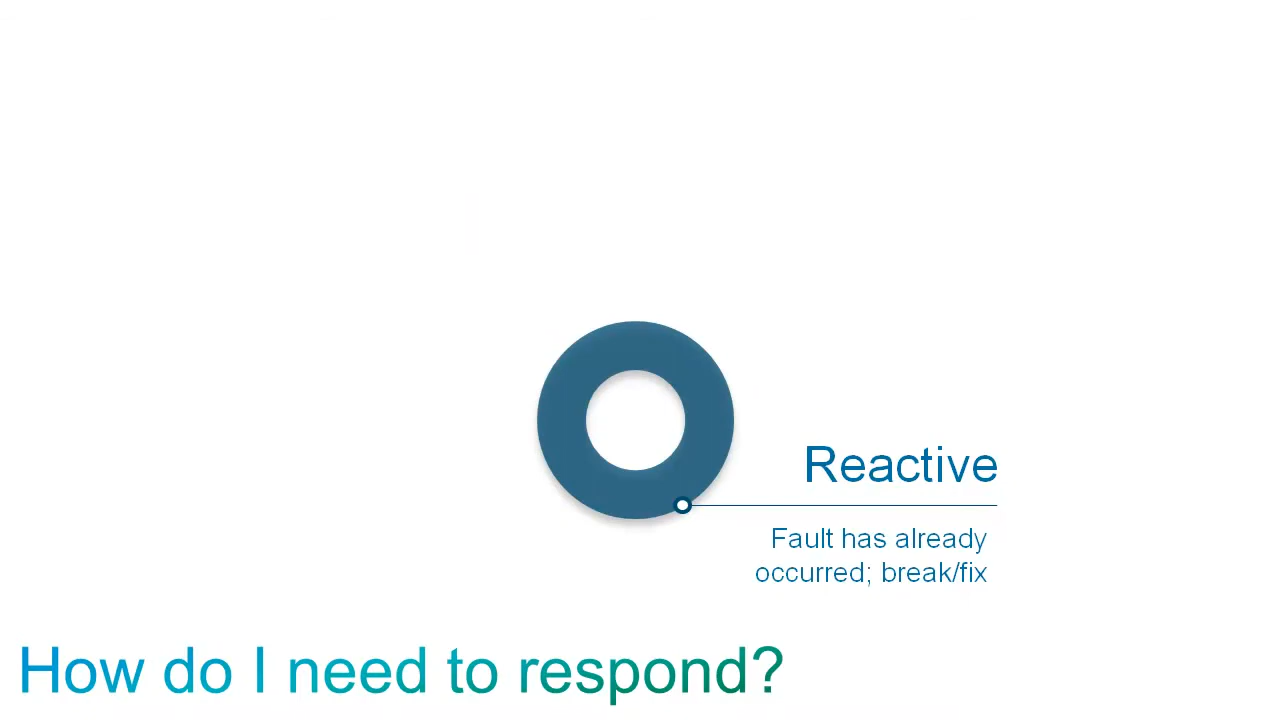 Reactive
Fault has already
occurred; break/fix
How do I need to respond?